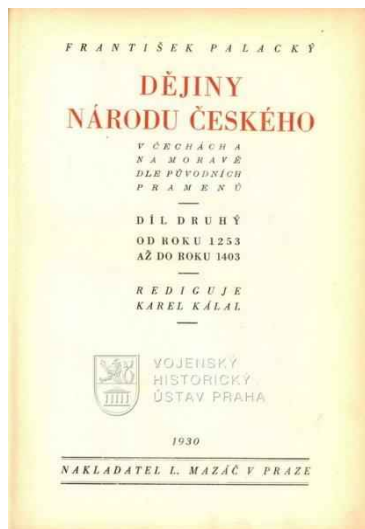 FRANTIŠEK PALACKÝ
DĚJINY
NÁRODU ČESKÉHO
V ČECHÁCH A
NA MORAVĚ
DLE PŮVODNÍCH
PRAMENŮ
DÍL DRUHÝ
OD ROKU 1253
AŽ DO ROKU 1403
REDIGUJE
KAREL KÁLAL
VOJENSKÝ
HISTORICKÝ
ÚSTAV PRAHA
1930
NAKLADATEL L. MAZÁČ V PRAZE